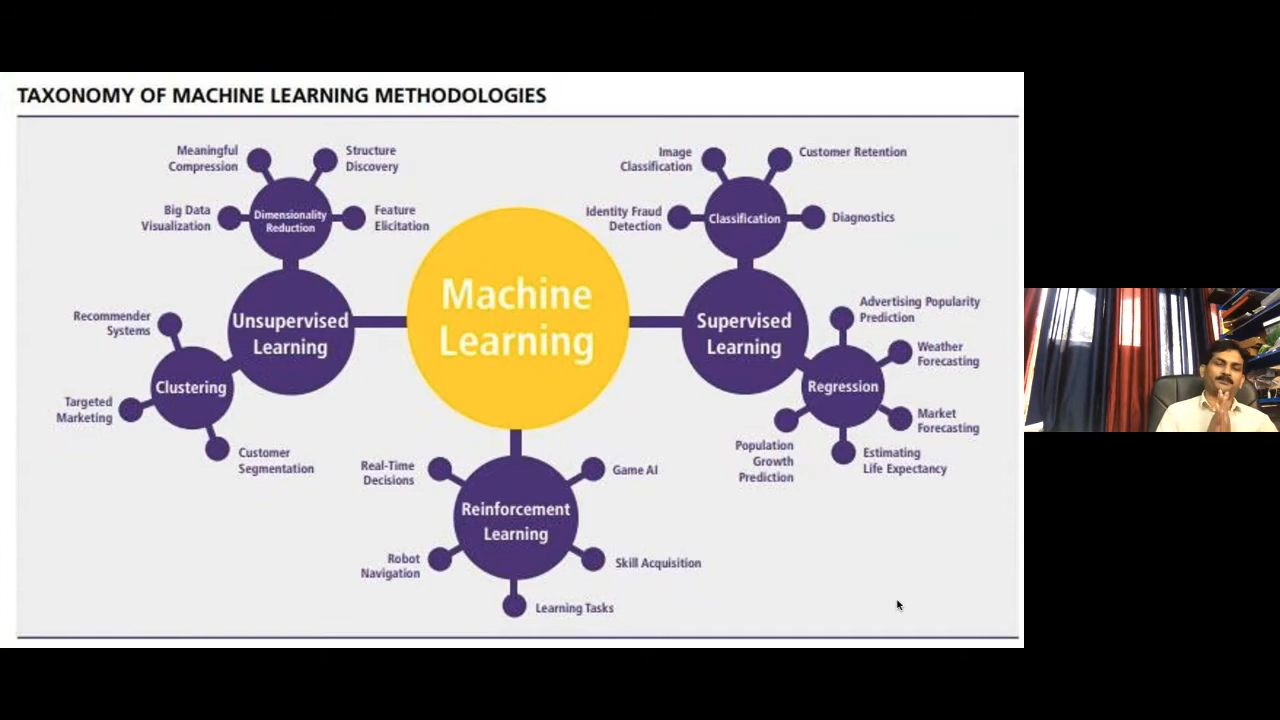 TAXONOMY OF MACHINE LEARNING METHODOLOGIES
Meaningful
Compression
Structure
Discovery
Big Data
Visualization
Dimensionality
Reduction
Feature
Elicitation
Recommender
Systems
Unsupervised
Learning
Clustering
Targeted
Marketing
Customer
Segmentation
Machine
Learning
Image
Classification
Customer Retention
Identity Fraud
Detection
Classification
Diagnostics
Supervised
Learning
Advertising Popularity
Prediction
Weather
Forecasting
Regression
Market
Forecasting
Population
Growth
Prediction
Estimating
Life Expectancy
Real-Time
Decisions
Game AI
Reinforcement
Learning
Robot
Navigation
Skill Acquisition
Learning Tasks